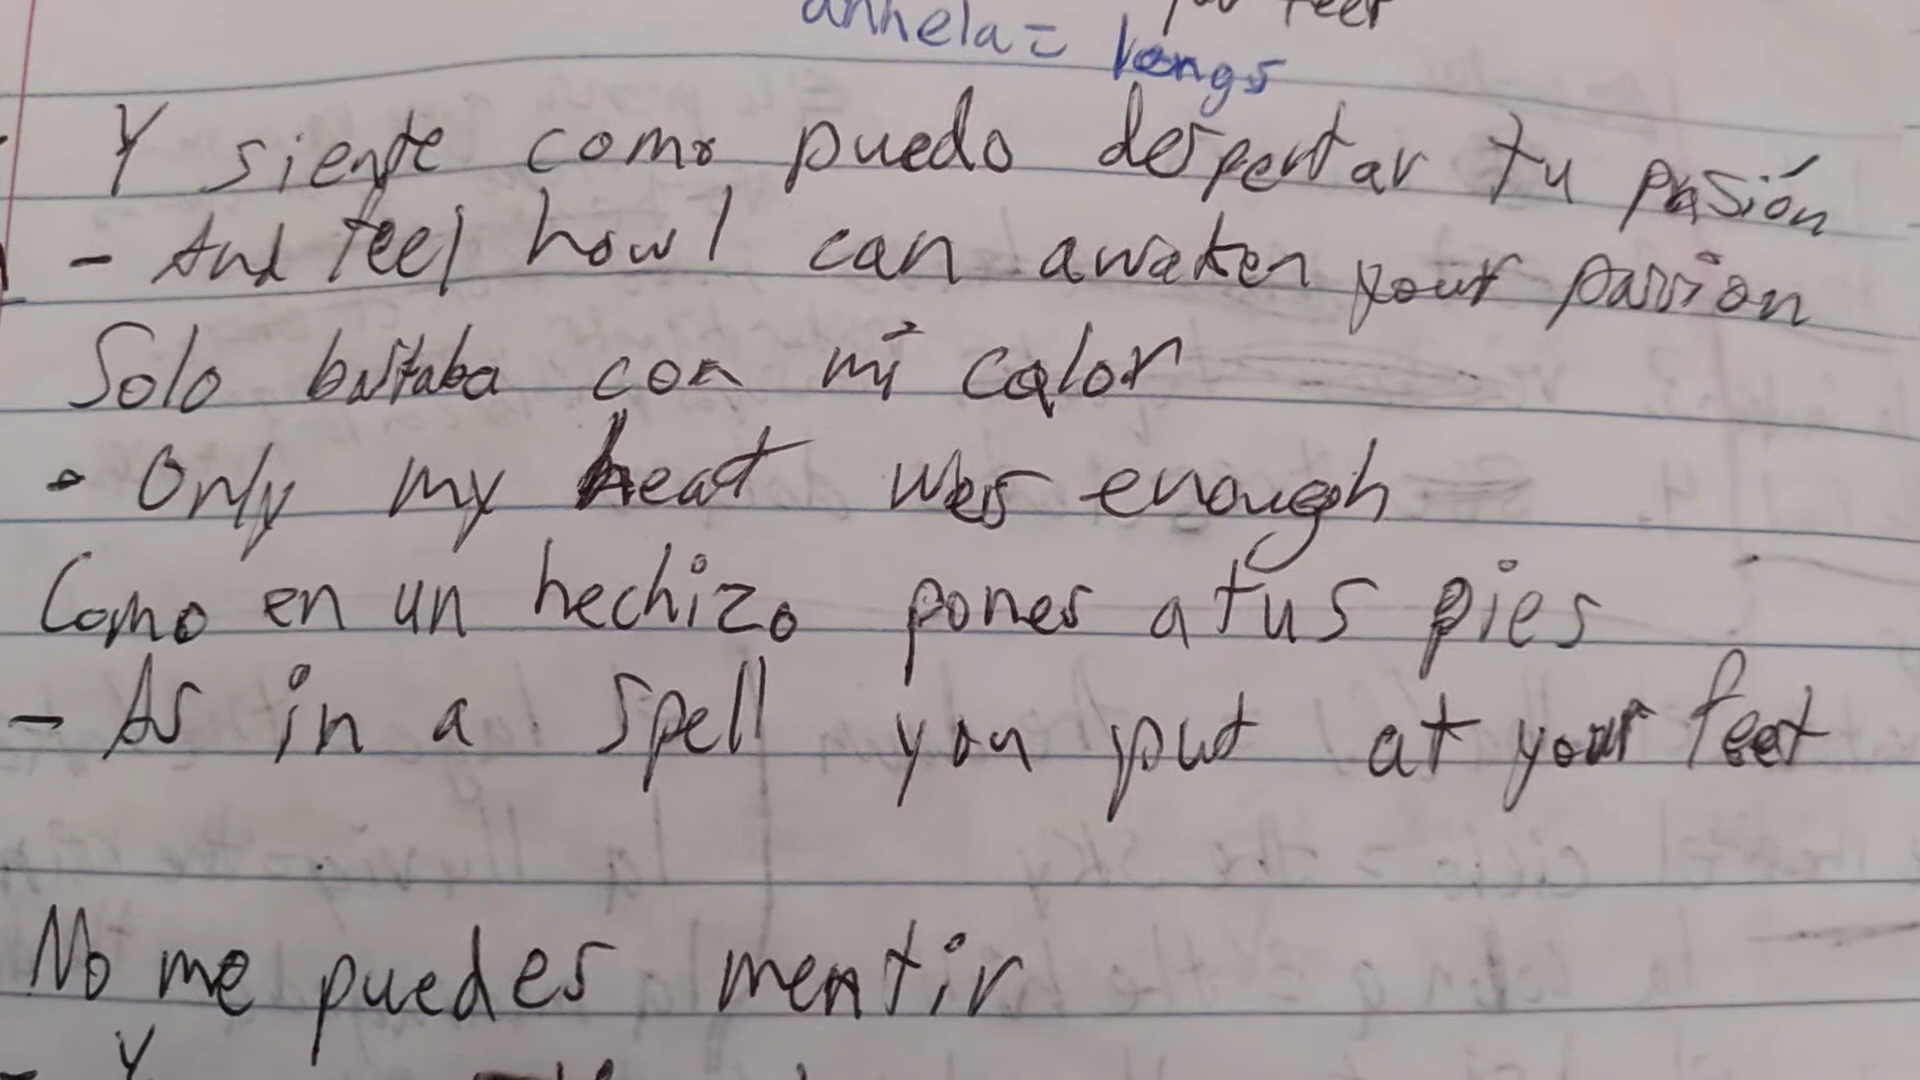 anhela = longs
Y siente como puedo despertar tu pasión
- And feel how I can awaken your passion
Solo bastaba con mi calor
- Only my heat was enough
Como en un hechizo pones a tus pies
- As in a spell you put at your feet
No me puedes mentir